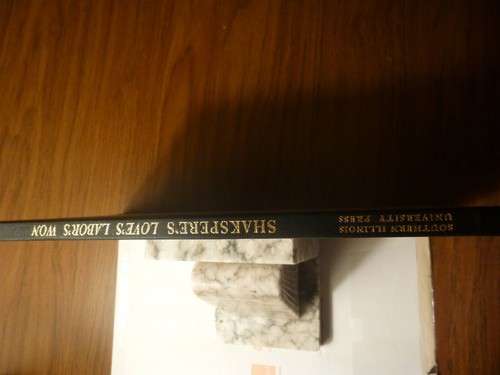 SHAKSPERE'S LOVE'S LABOR'S WON
SOUTHERN ILLINOIS
UNIVERSITY PRESS